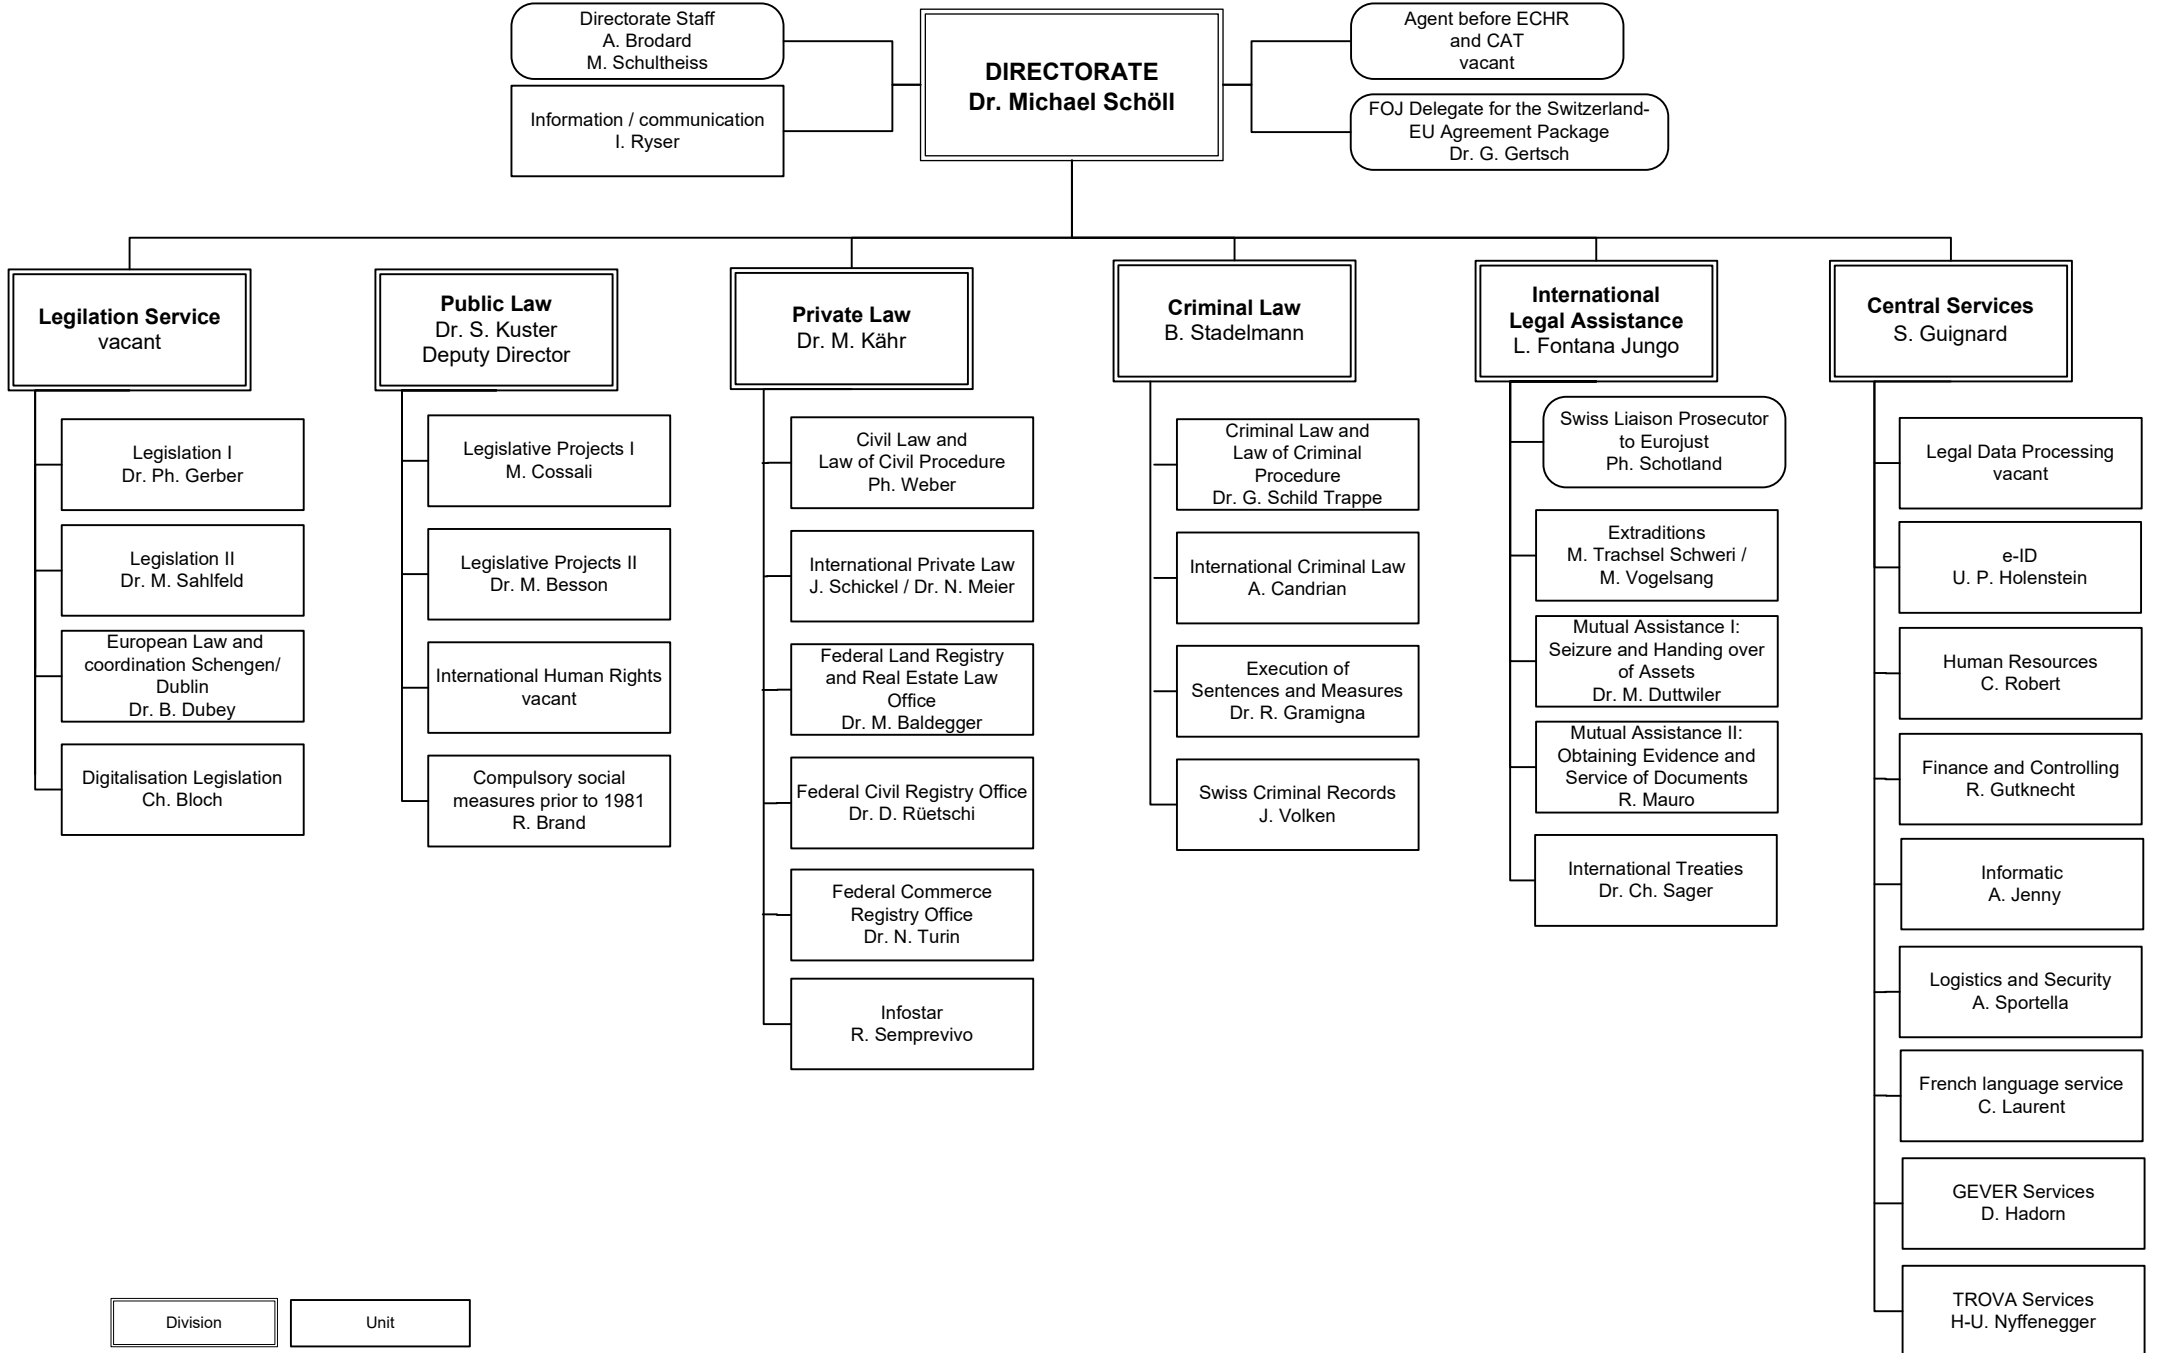 Directorate Staff
A. Brodard
M. Schultheiss
Information / communication
I. Ryser
DIRECTORATE
Dr. Michael Schöll
Agent before ECHR
and CAT
vacant
FOJ Delegate for the Switzerland-
EU Agreement Package
Dr. G. Gertsch
Legilation Service
vacant
Legislation I
Dr. Ph. Gerber
Legislation II
Dr. M. Sahlfeld
European Law and
coordination Schengen/
Dublin
Dr. B. Dubey
Digitalisation Legislation
Ch. Bloch
Public Law
Dr. S. Kuster
Deputy Director
Legislative Projects I
M. Cossali
Legislative Projects II
Dr. M. Besson
International Human Rights
vacant
Compulsory social
measures prior to 1981
R. Brand
Private Law
Dr. M. Kähr
Civil Law and
Law of Civil Procedure
Ph. Weber
International Private Law
J. Schickel / Dr. N. Meier
Federal Land Registry
and Real Estate Law
Office
Dr. M. Baldegger
Federal Civil Registry Office
Dr. D. Rüetschi
Federal Commerce
Registry Office
Dr. N. Turin
Infostar
R. Semprevivo
Criminal Law
B. Stadelmann
Criminal Law and
Law of Criminal
Procedure
Dr. G. Schild Trappe
International Criminal Law
A. Candrian
Execution of
Sentences and Measures
Dr. R. Gramigna
Swiss Criminal Records
J. Volken
International
Legal Assistance
L. Fontana Jungo
Swiss Liaison Prosecutor
to Eurojust
Ph. Schotland
Extraditions
M. Trachsel Schweri /
M. Vogelsang
Mutual Assistance I:
Seizure and Handing over
of Assets
Dr. M. Duttwiler
Mutual Assistance II:
Obtaining Evidence and
Service of Documents
R. Mauro
International Treaties
Dr. Ch. Sager
Central Services
S. Guignard
Legal Data Processing
vacant
e-ID
U. P. Holenstein
Human Resources
C. Robert
Finance and Controlling
R. Gutknecht
Informatic
A. Jenny
Logistics and Security
A. Sportella
French language service
C. Laurent
GEVER Services
D. Hadorn
TROVA Services
H-U. Nyffenegger
Division
Unit